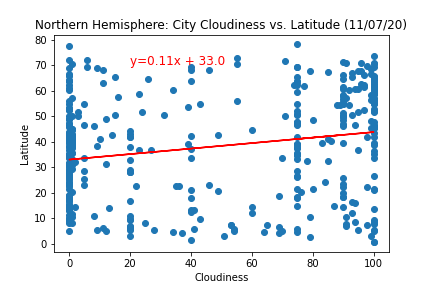 Northern Hemisphere: City Cloudiness vs. Latitude (11/07/20)
80
70
60
50
40
30
20
10
0
Latitude
y=0.11x + 33.0
0 20 40 60 80 100
Cloudiness